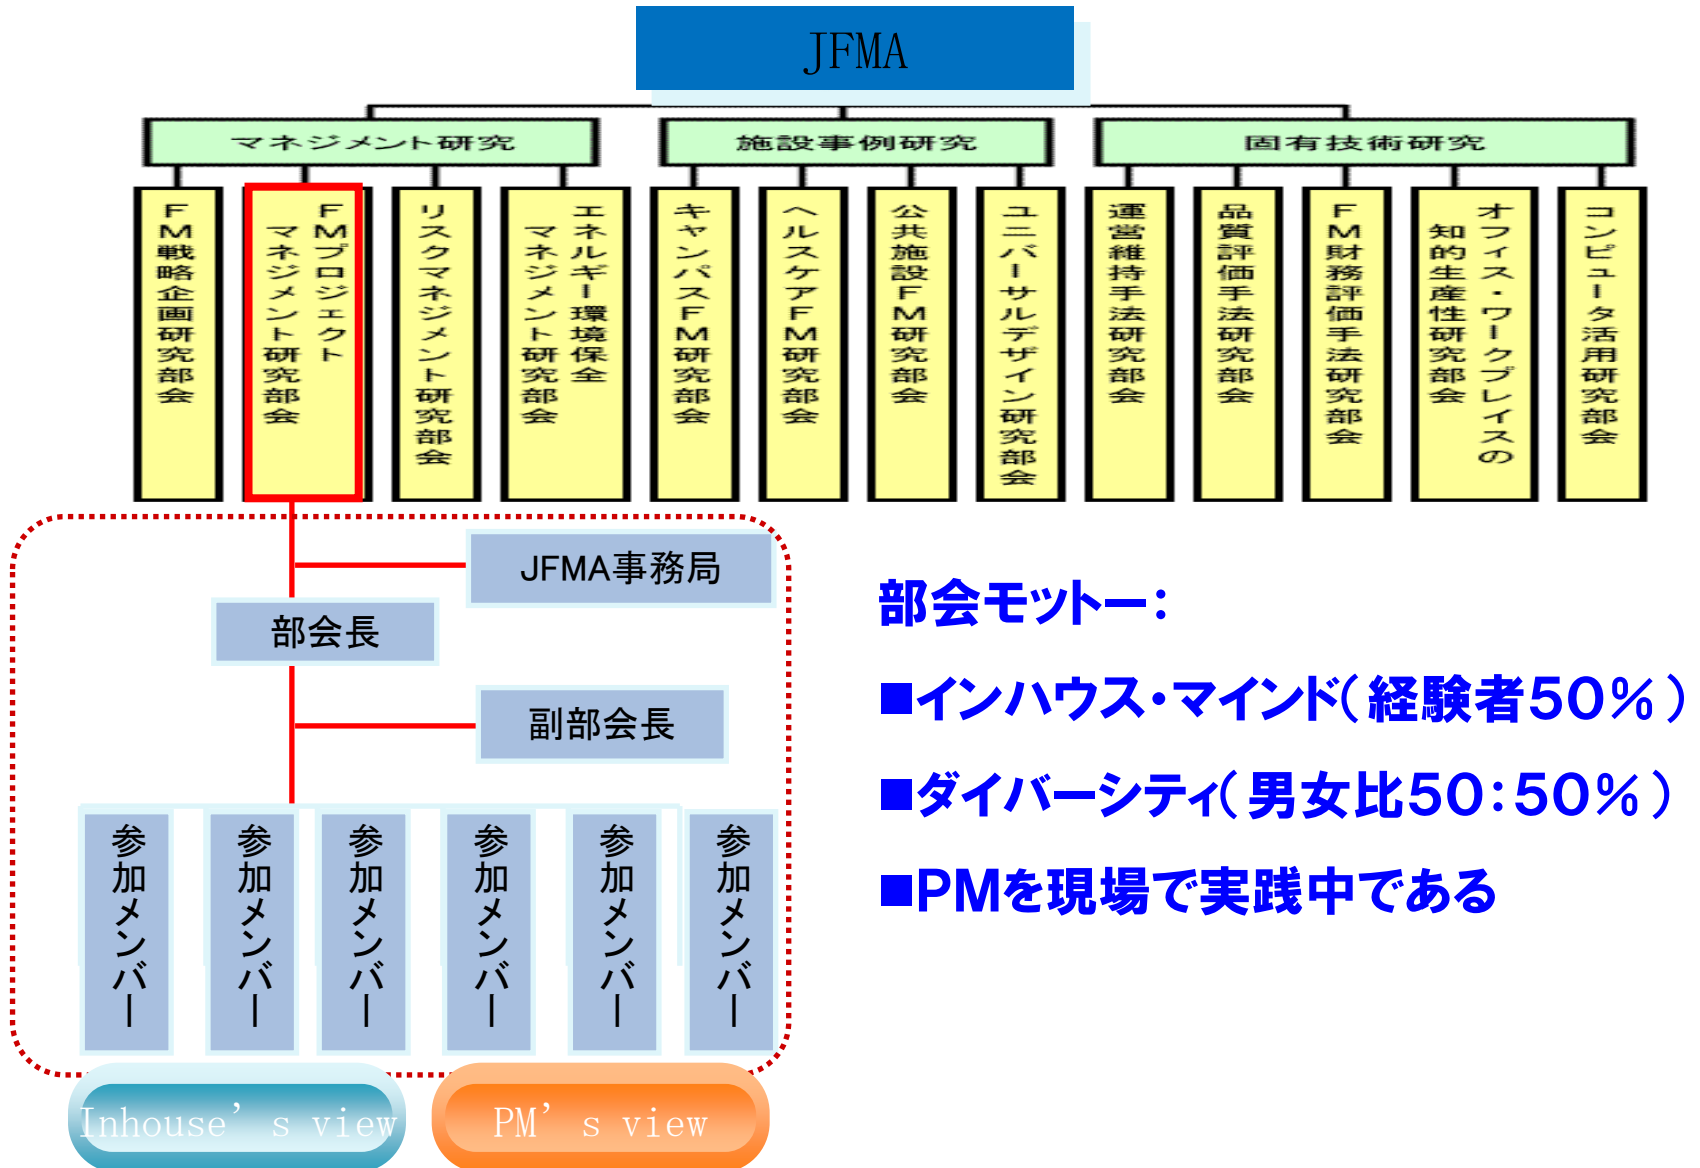 JFMA
マネジメント研究
施設事例研究
固有技術研究
FM戦略企画研究部会
FMプロジェクト
マネジメント研究部会
リスクマネジメント研究部会
エネルギー環境保全
マネジメント研究部会
キャンパスFM研究部会
ヘルスケアFM研究部会
公共施設FM研究部会
ユニバーサルデザイン研究部会
運営維持手法研究部会
品質評価手法研究部会
FM財務評価手法研究部会
オフィス・ワークプレイスの
知的生産性研究部会
コンピュータ活用研究部会
JFMA事務局
部会長
副部会長
参加メンバー
参加メンバー
参加メンバー
参加メンバー
参加メンバー
参加メンバー
Inhouse’s view
PM’s view
部会モットー：
■インハウス・マインド（経験者５０％）
■ダイバーシティ（男女比５０：５０％）
■PMを現場で実践中である